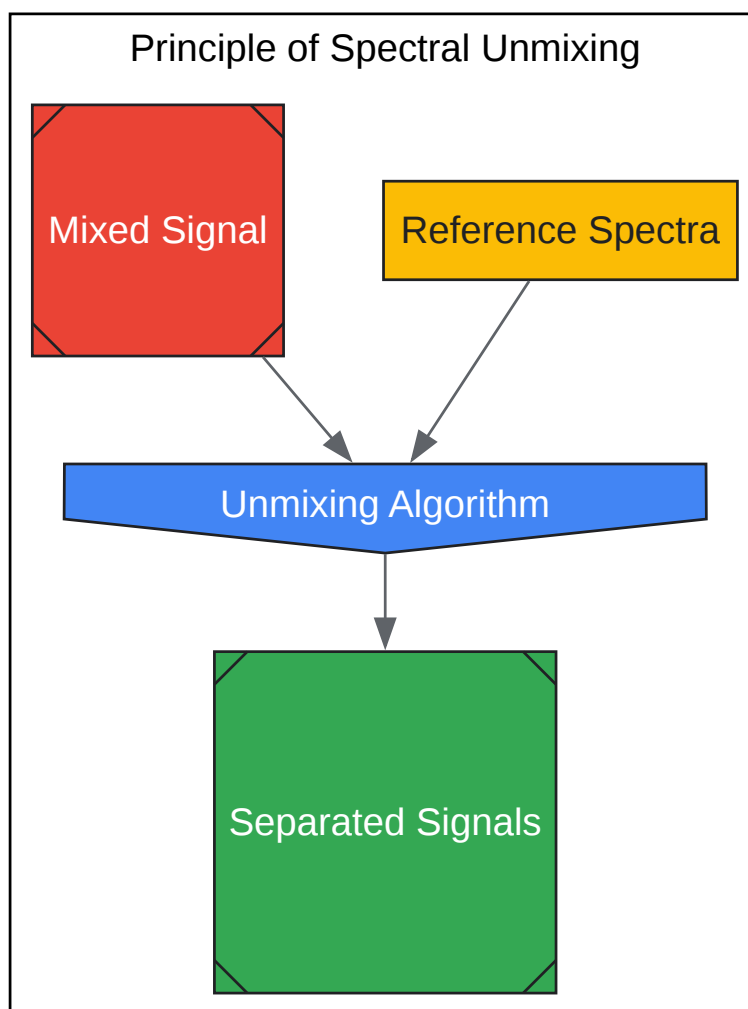 Principle of Spectral Unmixing
Mixed Signal
Reference Spectra
Unmixing Algorithm
Separated Signals